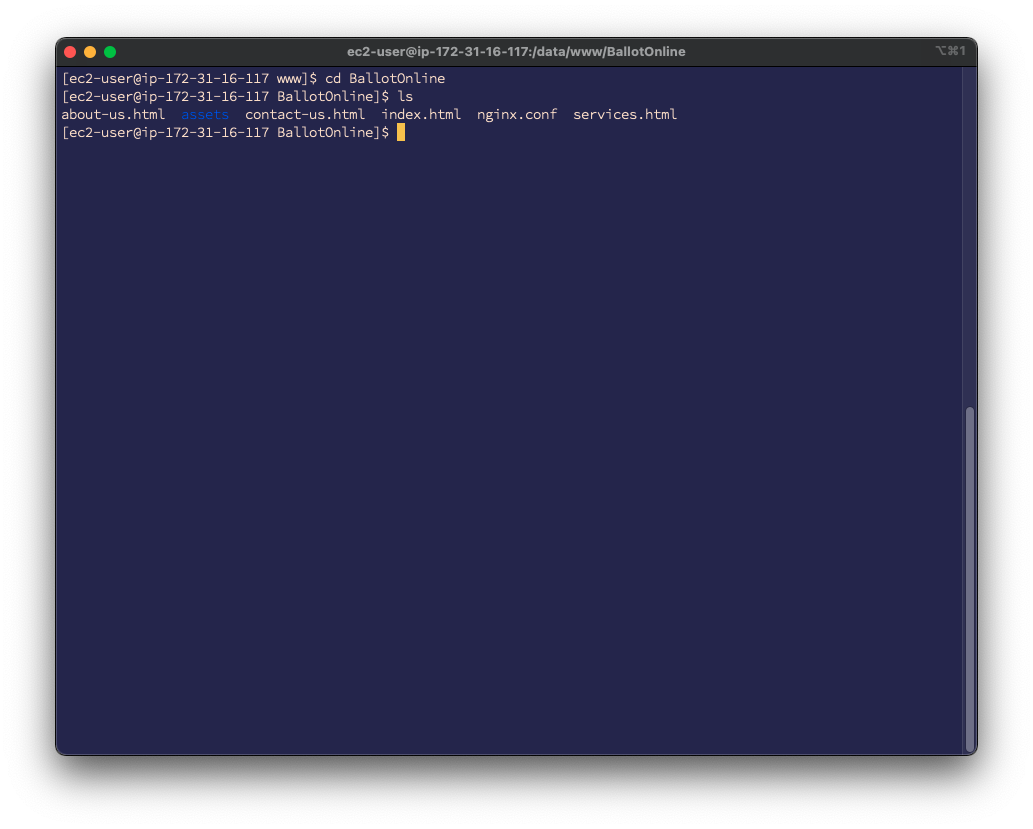 ec2-user@ip-172-31-16-117:/data/www/BallotOnline ⌥⌘1
[ec2-user@ip-172-31-16-117 www]$ cd BallotOnline
[ec2-user@ip-172-31-16-117 BallotOnline]$ ls
about-us.html  assets  contact-us.html  index.html  nginx.conf  services.html
[ec2-user@ip-172-31-16-117 BallotOnline]$